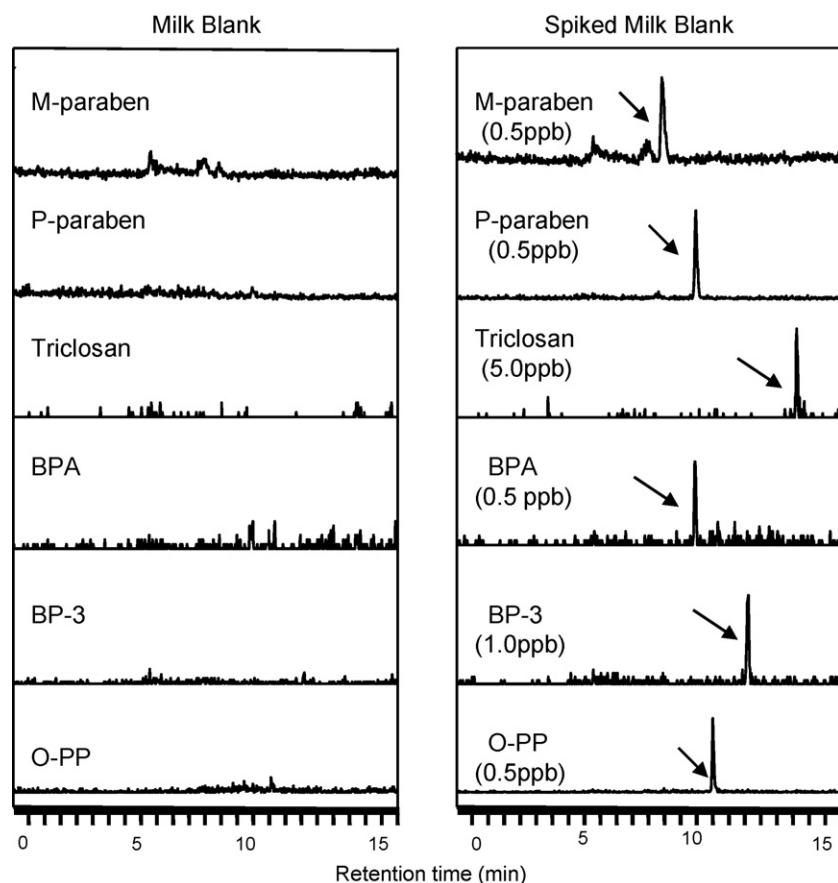 Milk Blank
M-paraben
P-paraben
Triclosan
BPA
BP-3
O-PP
0 5 10 15
Spiked Milk Blank
M-paraben
(0.5ppb)
P-paraben
(0.5ppb)
Triclosan
(5.0ppb)
BPA
(0.5 ppb)
BP-3
(1.0ppb)
O-PP
(0.5ppb)
0 5 10 15
Retention time (min)